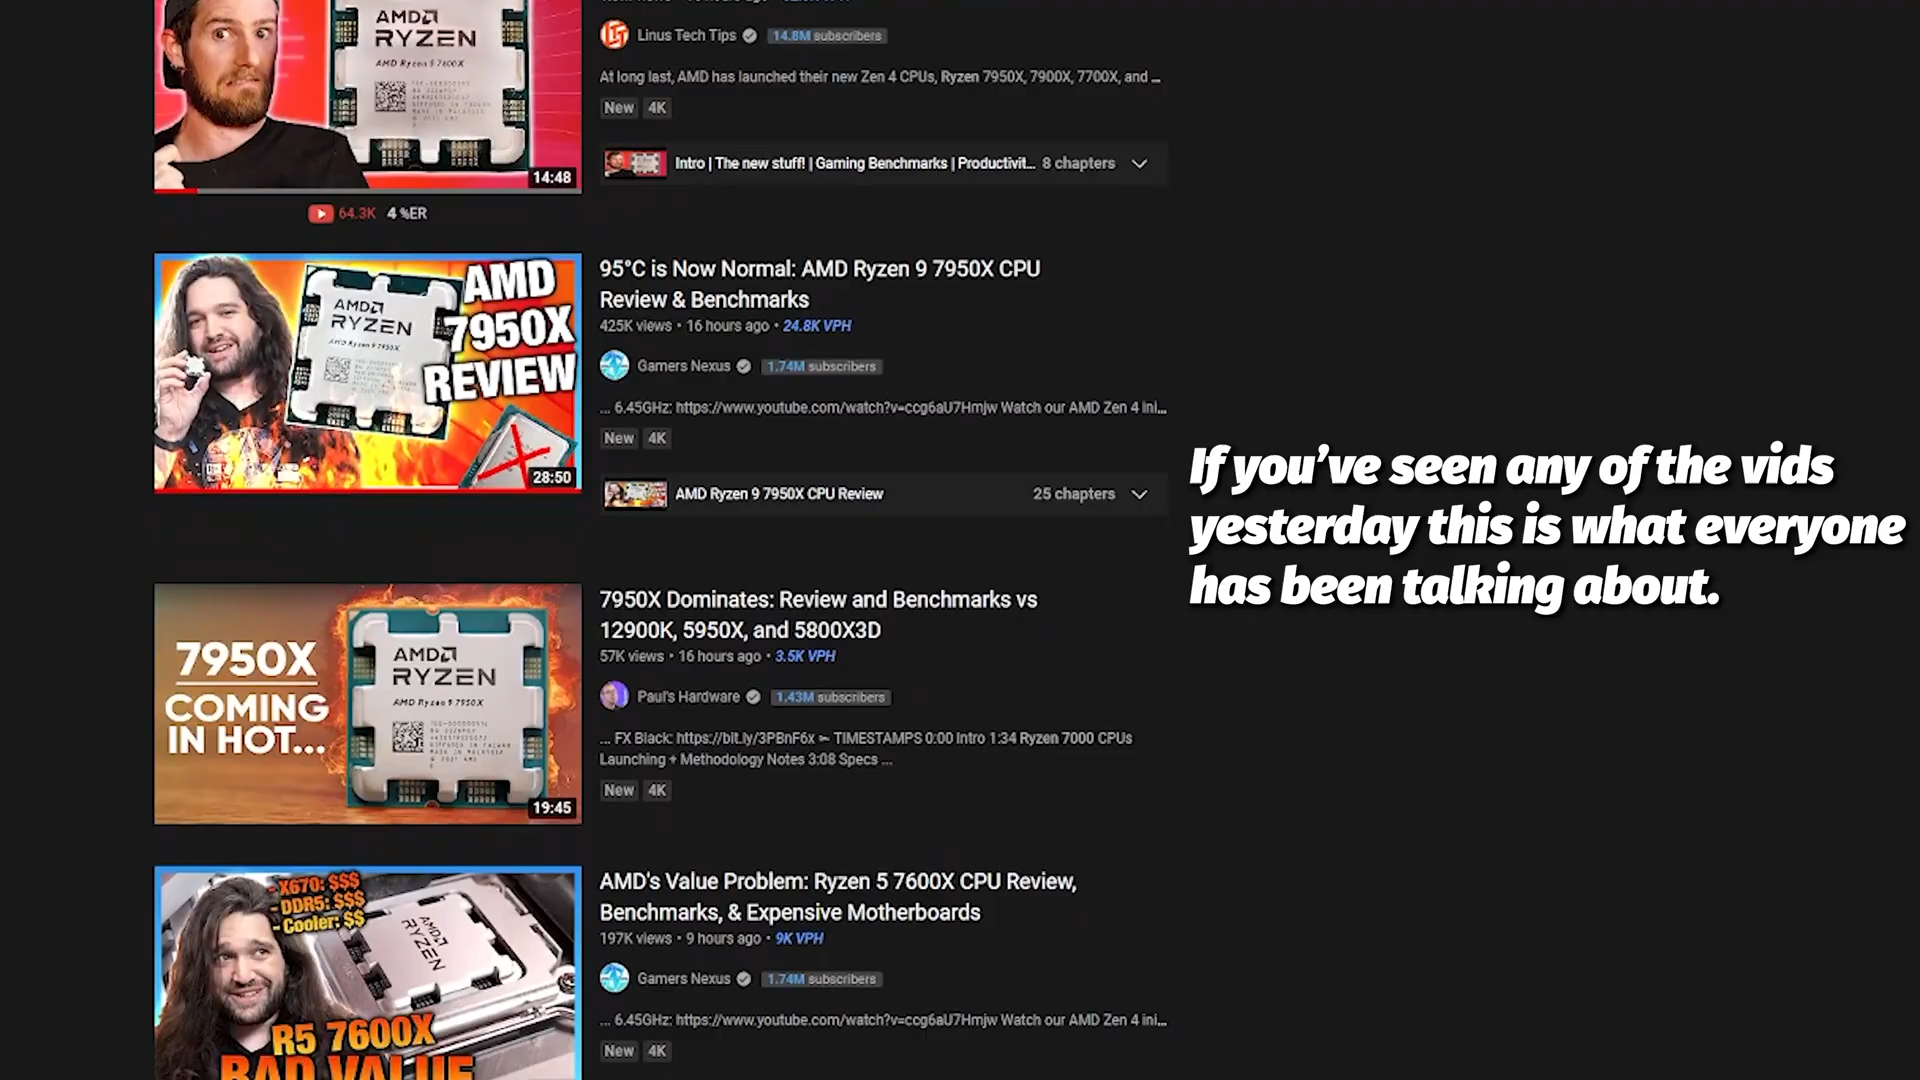 AMD
RYZEN
AMD Ryzen 5 7600X
14:48
64.3K 4 %ER
Linus Tech Tips 14.8M subscribers
At long last, AMD has launched their new Zen 4 CPUs, Ryzen 7950X, 7900X, 7700X, and ...
New 4K
Intro | The new stuff! | Gaming Benchmarks | Productivit... 8 chapters
AMD
7950X
REVIEW
AMD
RYZEN
AMD Ryzen 9 7950X
28:50
95°C is Now Normal: AMD Ryzen 9 7950X CPU
Review & Benchmarks
425K views • 16 hours ago • 24.8K VPH
Gamers Nexus 1.74M subscribers
... 6.45GHz: https://www.youtube.com/watch?v=ccg6aU7Hmjw Watch our AMD Zen 4 ini...
New 4K
AMD Ryzen 9 7950X CPU Review 25 chapters
If you've seen any of the vids
yesterday this is what everyone
has been talking about.
7950X
COMING
IN HOT...
AMD
RYZEN
AMD Ryzen 9 7950X
19:45
7950X Dominates: Review and Benchmarks vs
12900K, 5950X, and 5800X3D
57K views • 16 hours ago • 3.5K VPH
Paul's Hardware 1.43M subscribers
... FX Black: https://bit.ly/3PBnF6x ✂ TIMESTAMPS 0:00 Intro 1:34 Ryzen 7000 CPUs
Launching + Methodology Notes 3:08 Specs ...
New 4K
- X670: $$$
- DDR5: $$$
- Cooler: $$
AMD
RYZEN
R5 7600X
BAD VALUE
AMD's Value Problem: Ryzen 5 7600X CPU Review,
Benchmarks, & Expensive Motherboards
197K views • 9 hours ago • 9K VPH
Gamers Nexus 1.74M subscribers
... 6.45GHz: https://www.youtube.com/watch?v=ccg6aU7Hmjw Watch our AMD Zen 4 ini...
New 4K